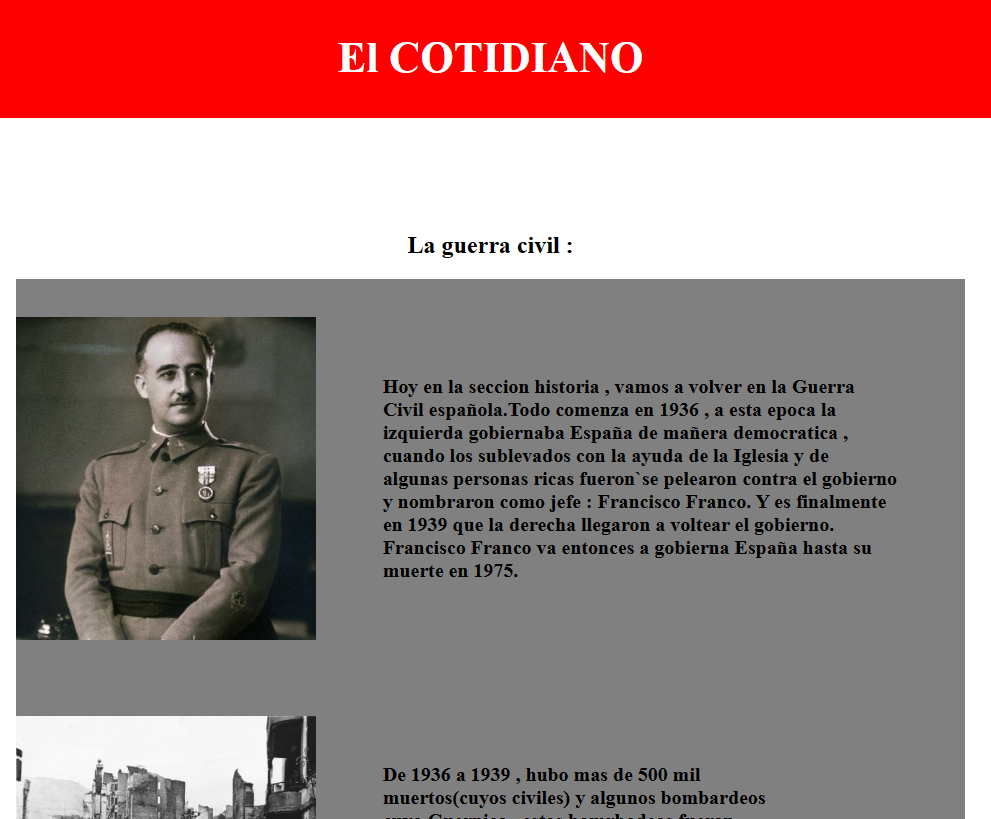 El COTIDIANO
La guerra civil :
Hoy en la seccion historia , vamos a volver en la Guerra
Civil española.Todo comenza en 1936 , a esta epoca la
izquierda gobiernaba España de mañera democratica ,
cuando los sublevados con la ayuda de la Iglesia y de
algunas personas ricas fueron`se pelearon contra el gobierno
y nombraron como jefe : Francisco Franco. Y es finalmente
en 1939 que la derecha llegaron a voltear el gobierno.
Francisco Franco va entonces a gobierna España hasta su
muerte en 1975.
De 1936 a 1939 , hubo mas de 500 mil
muertos(cuyos civiles) y algunos bombardeos